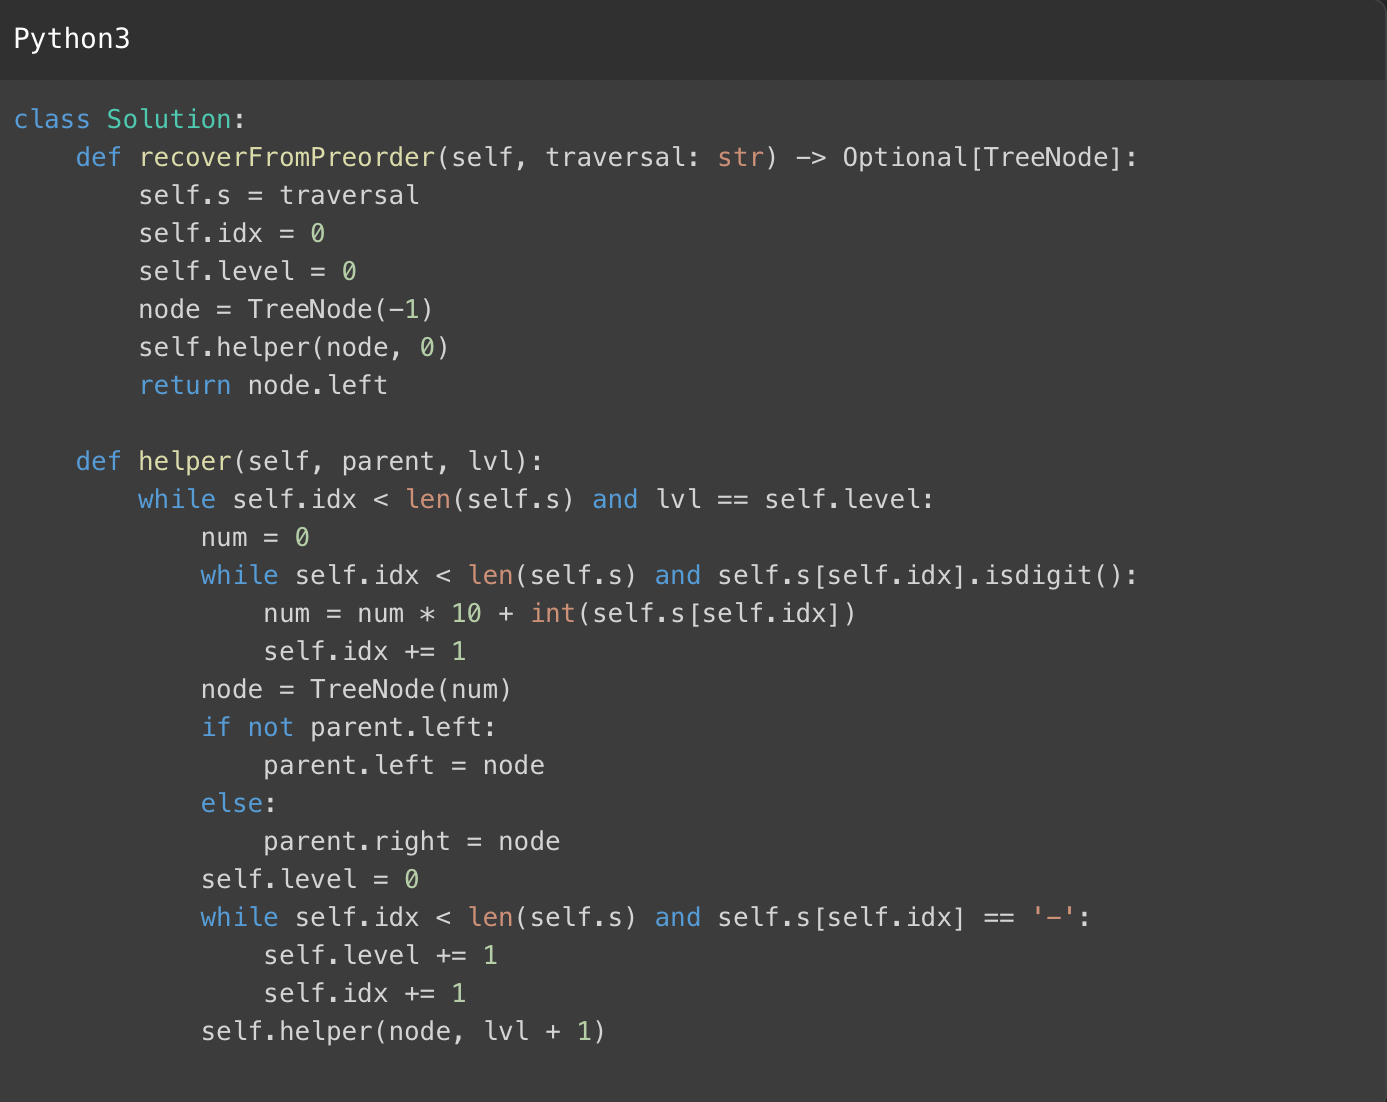 Python3
class Solution:
    def recoverFromPreorder(self, traversal: str) -> Optional[TreeNode]:
        self.s = traversal
        self.idx = 0
        self.level = 0
        node = TreeNode(-1)
        self.helper(node, 0)
        return node.left

    def helper(self, parent, lvl):
        while self.idx < len(self.s) and lvl == self.level:
            num = 0
            while self.idx < len(self.s) and self.s[self.idx].isdigit():
                num = num * 10 + int(self.s[self.idx])
                self.idx += 1
            node = TreeNode(num)
            if not parent.left:
                parent.left = node
            else:
                parent.right = node
            self.level = 0
            while self.idx < len(self.s) and self.s[self.idx] == '-':
                self.level += 1
                self.idx += 1
            self.helper(node, lvl + 1)